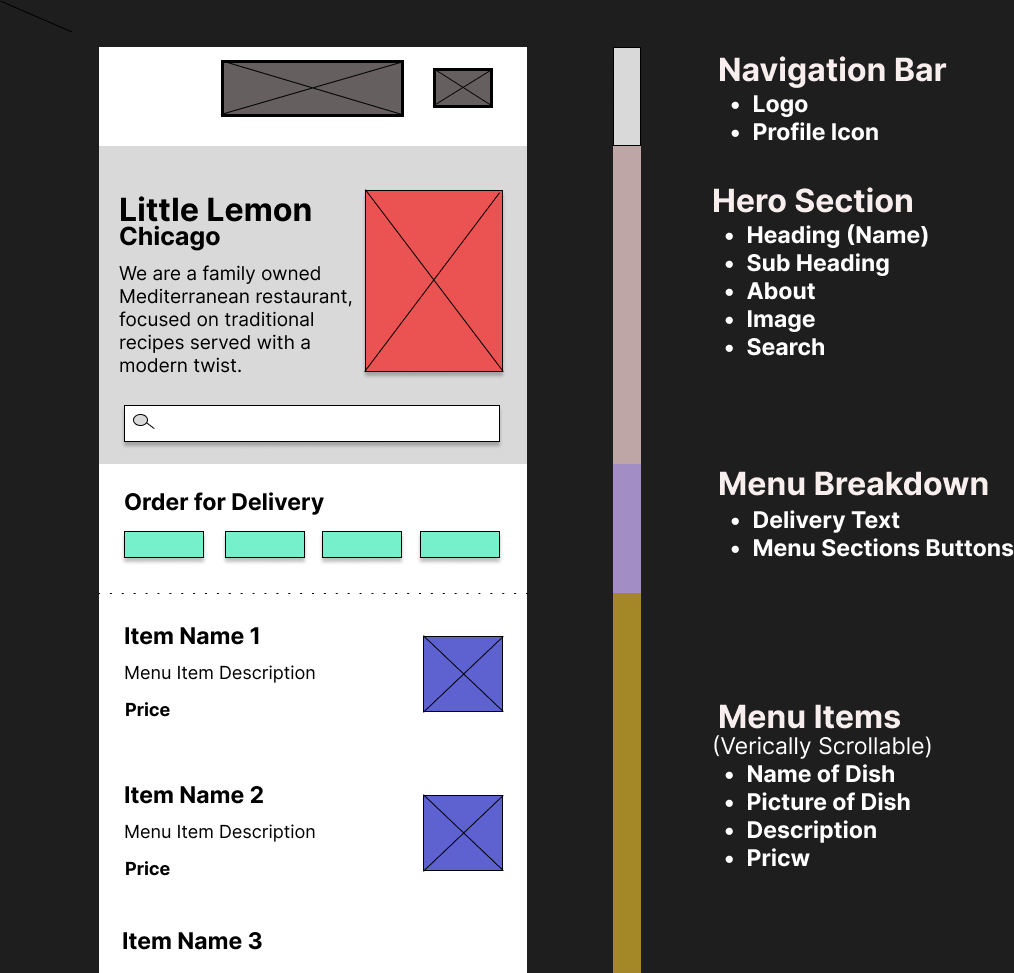 Little Lemon
Chicago
We are a family owned
Mediterranean restaurant,
focused on traditional
recipes served with a
modern twist.
Order for Delivery
Item Name 1
Menu Item Description
Price
Item Name 2
Menu Item Description
Price
Item Name 3
Navigation Bar
• Logo
• Profile Icon
Hero Section
• Heading (Name)
• Sub Heading
• About
• Image
• Search
Menu Breakdown
• Delivery Text
• Menu Sections Buttons
Menu Items
(Verically Scrollable)
• Name of Dish
• Picture of Dish
• Description
• Pricw